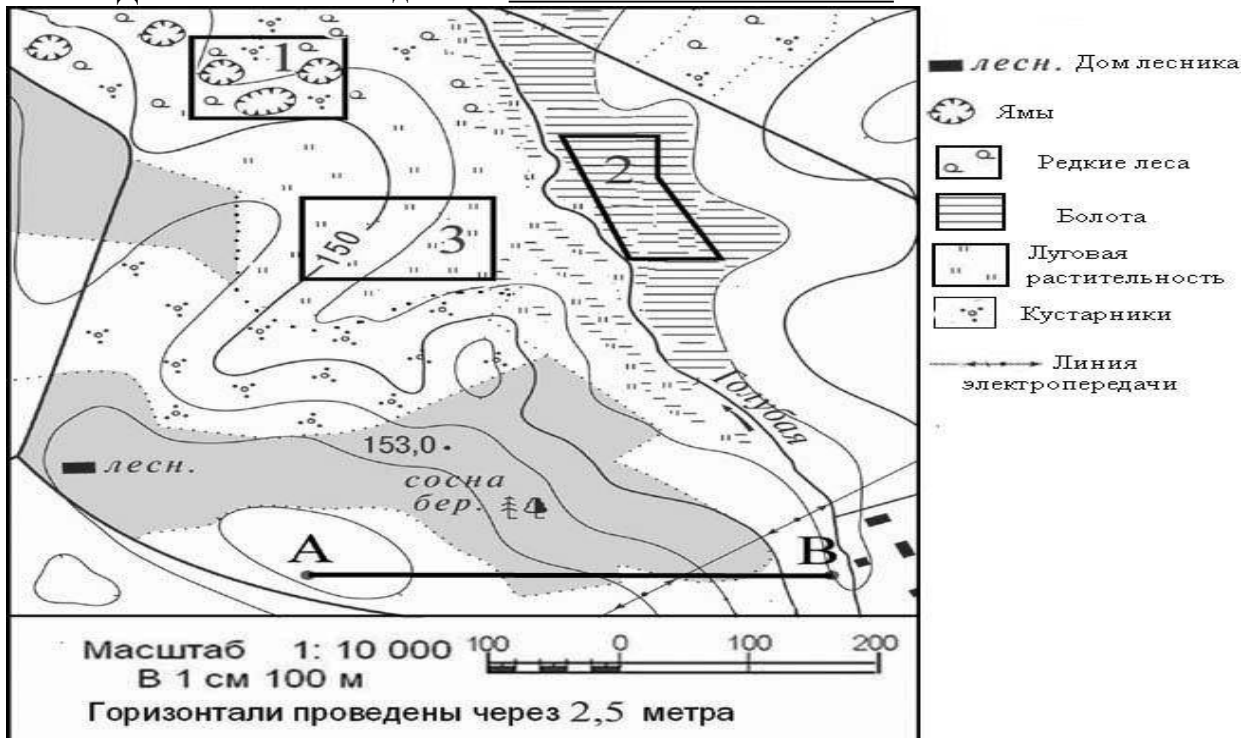 1
2
3
150
Голубая
лесн.
153,0
сосна
бер.
А
В
Масштаб 1: 10 000
В 1 см 100 м
100 0 100 200
Горизонтали проведены через 2,5 метра
лесн. Дом лесника
Ямы
Редкие леса
Болота
Луговая
растительность
Кустарники
Линия
электропередачи